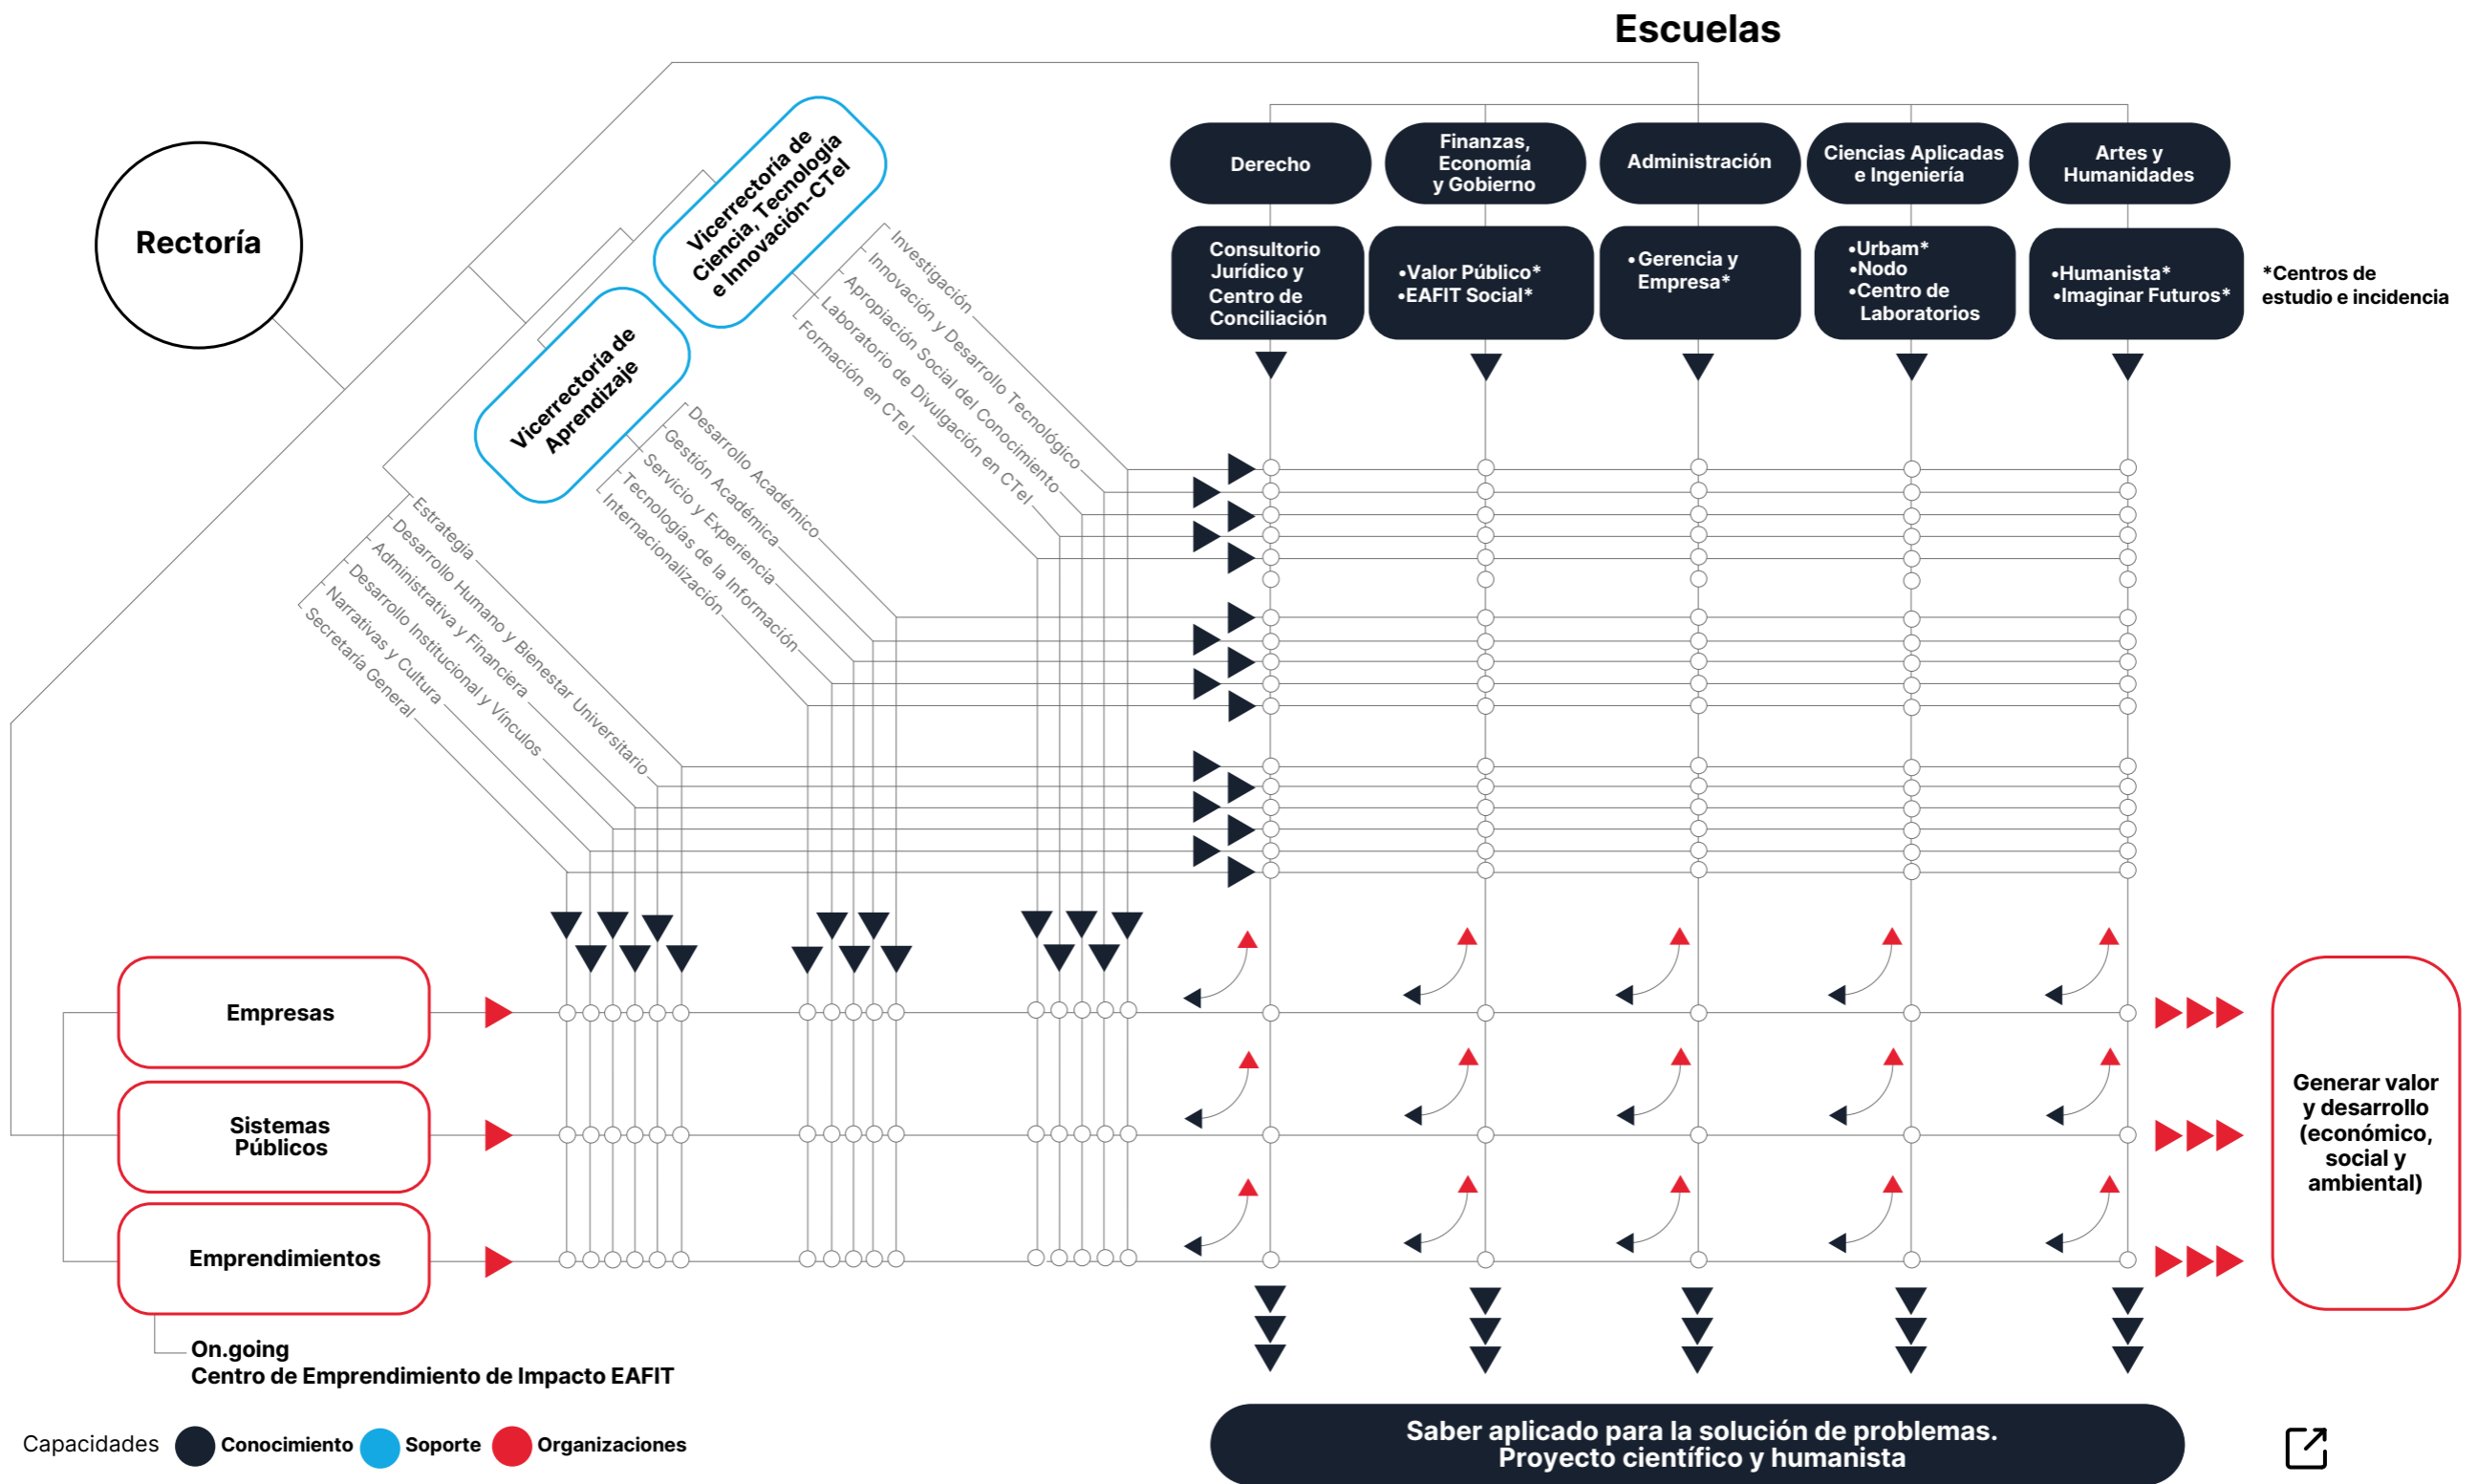 Escuelas
Rectoría
Vicerrectoría de
Ciencia, Tecnología
e Innovación-CTeI
Vicerrectoría de
Aprendizaje
Derecho
Finanzas,
Economía
y Gobierno
Administración
Ciencias Aplicadas
e Ingeniería
Artes y
Humanidades
Consultorio
Jurídico y
Centro de
Conciliación
•Valor Público*
•EAFIT Social*
•Gerencia y
Empresa*
•Urbam*
•Nodo
•Centro de
Laboratorios
•Humanista*
•Imaginar Futuros*
*Centros de
estudio e incidencia
Investigación
Innovación y Desarrollo Tecnológico
Apropiación Social del Conocimiento
Laboratorio de Divulgación en CTeI
Formación en CTeI
Desarrollo Académico
Gestión Académica
Servicio y Experiencia
Tecnologías de la Información
Internacionalización
Estrategia
Desarrollo Humano y Bienestar Universitario
Administrativa y Financiera
Desarrollo Institucional y Vínculos
Narrativas y Cultura
Secretaría General
Empresas
Sistemas
Públicos
Emprendimientos
On.going
Centro de Emprendimiento de Impacto EAFIT
Generar valor
y desarrollo
(económico,
social y
ambiental)
Capacidades
Conocimiento
Soporte
Organizaciones
Saber aplicado para la solución de problemas.
Proyecto científico y humanista